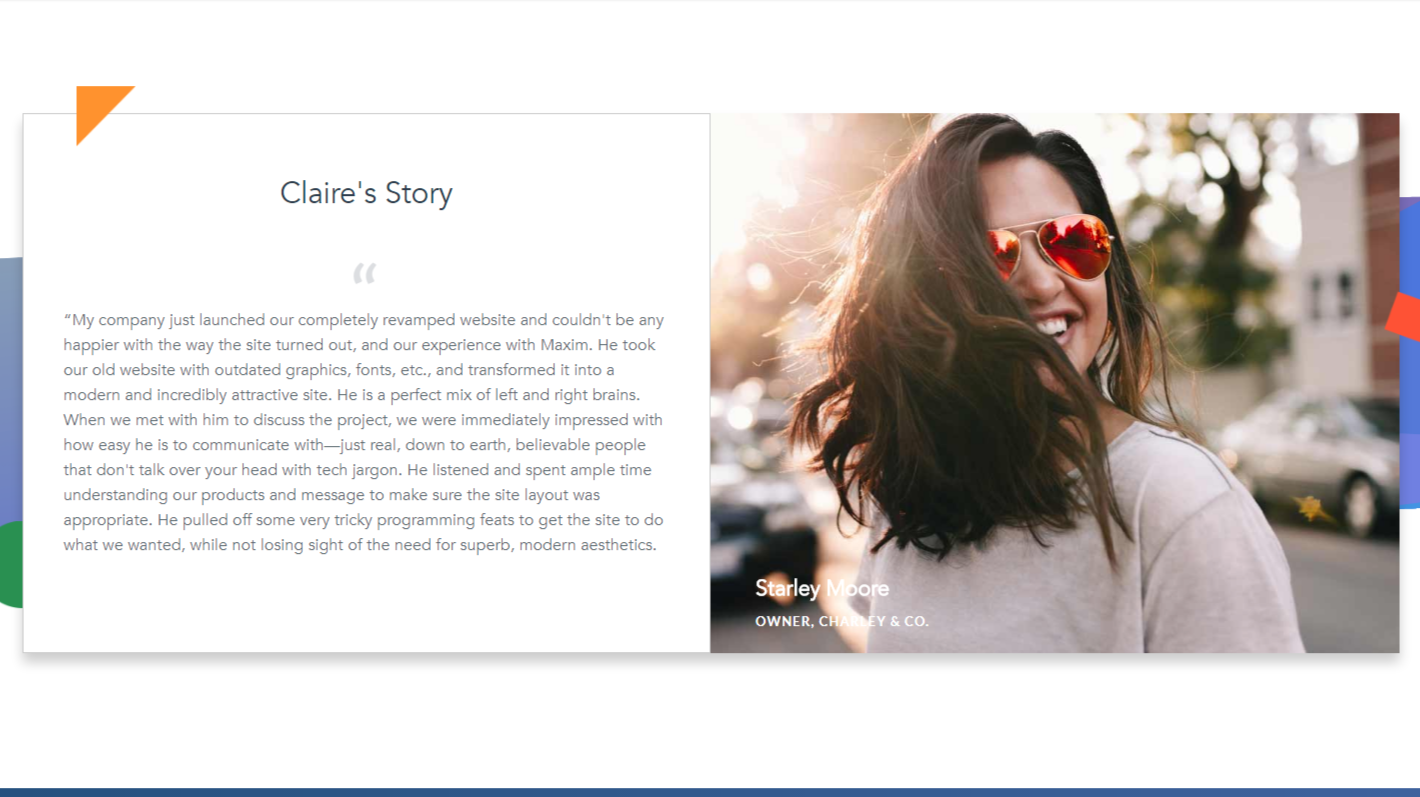 Claire's Story
“
“My company just launched our completely revamped website and couldn't be any
happier with the way the site turned out, and our experience with Maxim. He took
our old website with outdated graphics, fonts, etc., and transformed it into a
modern and incredibly attractive site. He is a perfect mix of left and right brains.
When we met with him to discuss the project, we were immediately impressed with
how easy he is to communicate with—just real, down to earth, believable people
that don't talk over your head with tech jargon. He listened and spent ample time
understanding our products and message to make sure the site layout was
appropriate. He pulled off some very tricky programming feats to get the site to do
what we wanted, while not losing sight of the need for superb, modern aesthetics.
Starley Moore
OWNER, CHARLEY & CO.